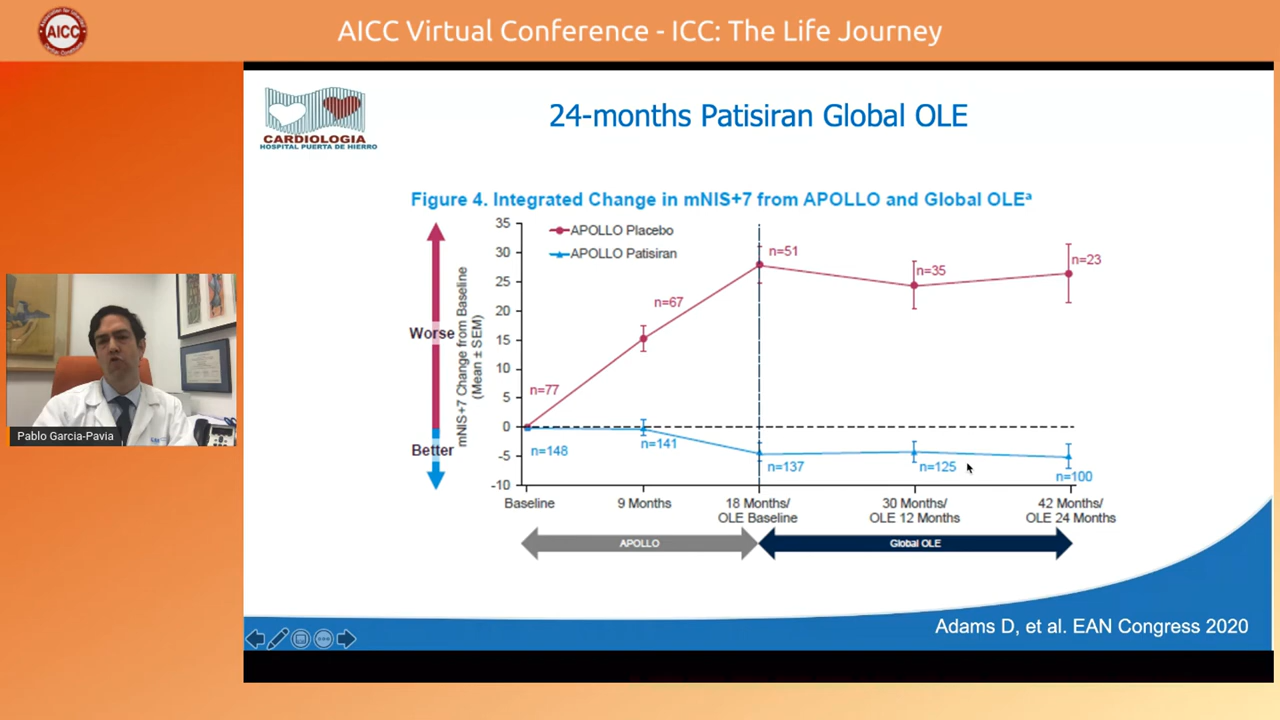 AICC
AICC Virtual Conference - ICC: The Life Journey
CARDIOLOGIA
HOSPITAL PUERTA DE HIERRO
24-months Patisiran Global OLE
Figure 4. Integrated Change in mNIS+7 from APOLLO and Global OLEª
Worse
Better
mNIS+7 Change from Baseline
(Mean ± SEM)
35
30
25
20
15
10
5
0
-5
-10
APOLLO Placebo
APOLLO Patisiran
n=77
n=67
n=51
n=35
n=23
n=148
n=141
n=137
n=125
n=100
Baseline
9 Months
18 Months/
OLE Baseline
30 Months/
OLE 12 Months
42 Months/
OLE 24 Months
APOLLO
Global OLE
Pablo Garcia-Pavia
Adams D, et al. EAN Congress 2020